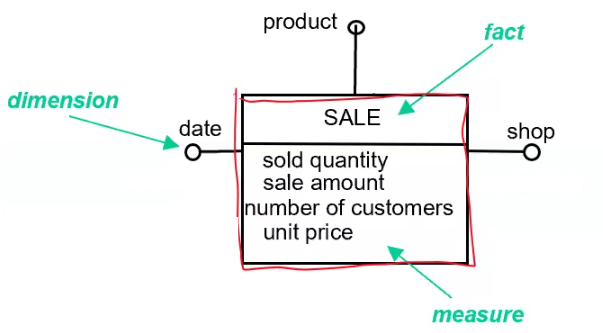 product
fact
dimension
SALE
date
shop
sold quantity
sale amount
number of customers
unit price
measure